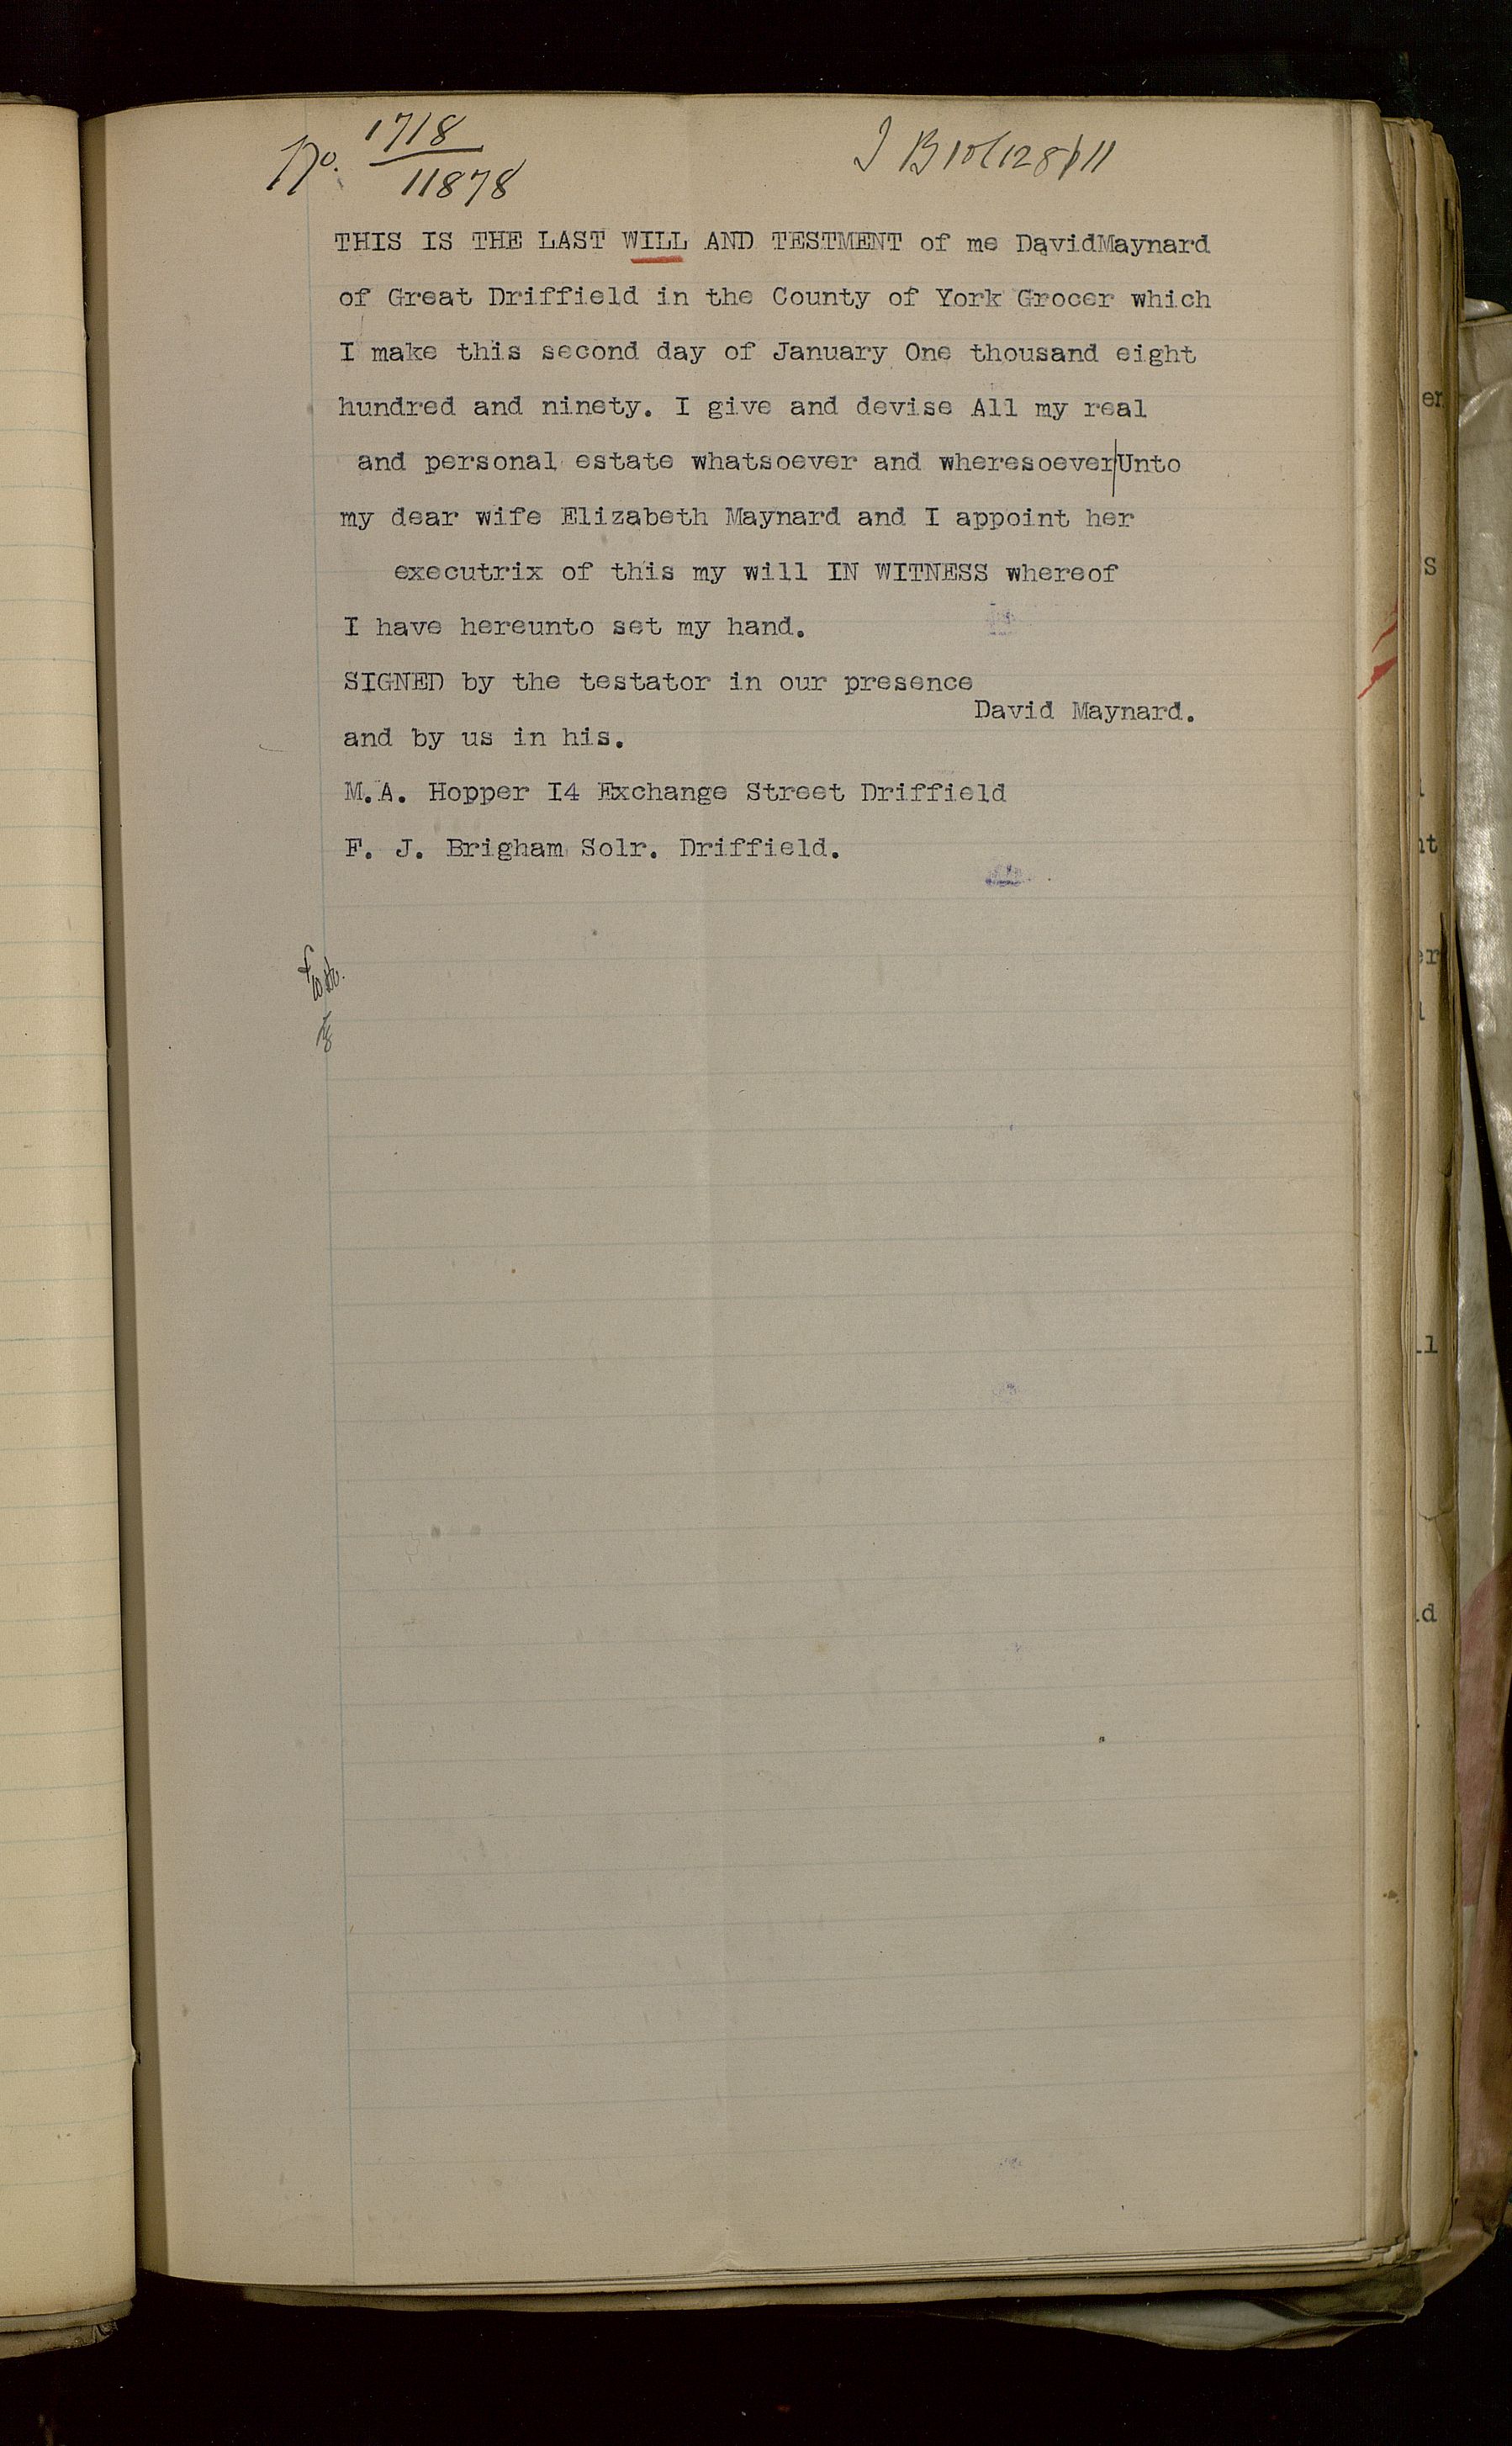 No. 1718
11878
THIS IS THE LAST WILL AND TESTMENT of me DavidMaynard
of Great Driffield in the County of York Grocer which
I make this second day of January One thousand eight
hundred and ninety. I give and devise All my real
and personal estate whatsoever and wheresoever Unto
my dear wife Elizabeth Maynard and I appoint her
executrix of this my will IN WITNESS whereof
I have hereunto set my hand.
SIGNED by the testator in our presence
David Maynard.
and by us in his.
M.A. Hopper I4 Exchange Street Driffield
F. J. Brigham Solr. Driffield.